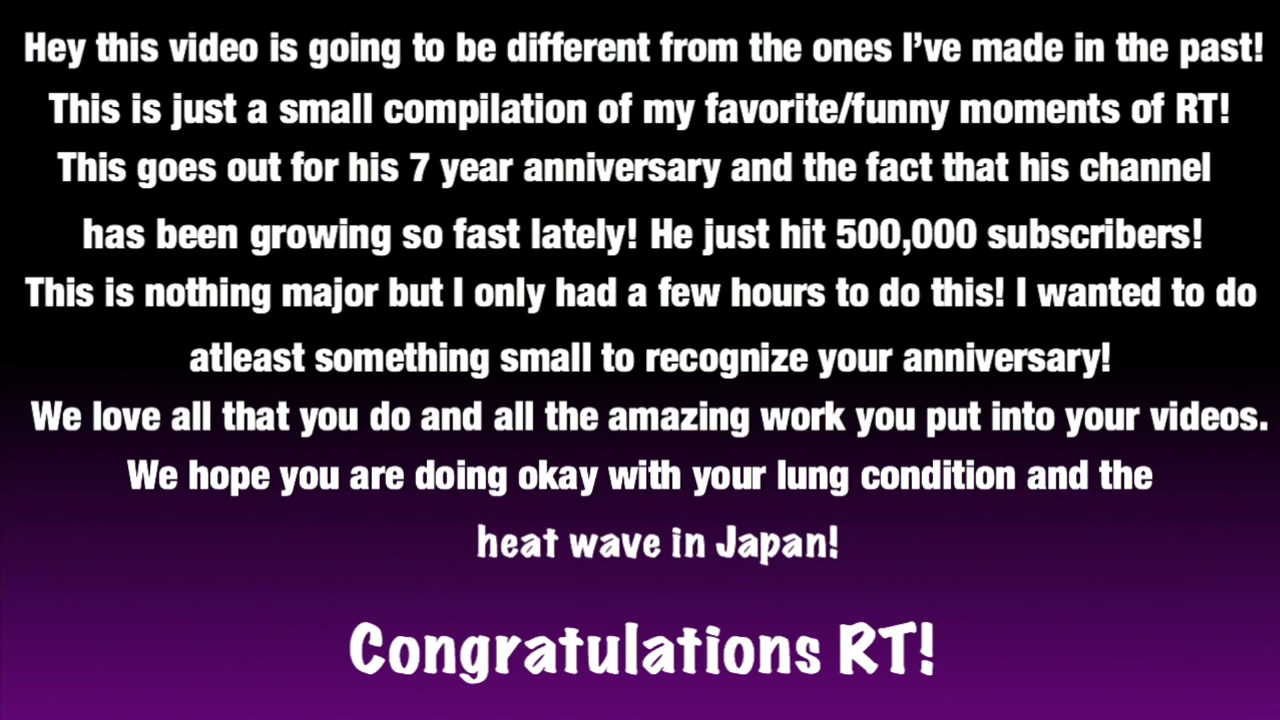 Hey this video is going to be different from the ones I’ve made in the past!
This is just a small compilation of my favorite/funny moments of RT!
This goes out for his 7 year anniversary and the fact that his channel
has been growing so fast lately! He just hit 500,000 subscribers!
This is nothing major but I only had a few hours to do this! I wanted to do
atleast something small to recognize your anniversary!
We love all that you do and all the amazing work you put into your videos.
We hope you are doing okay with your lung condition and the
heat wave in Japan!
Congratulations RT!